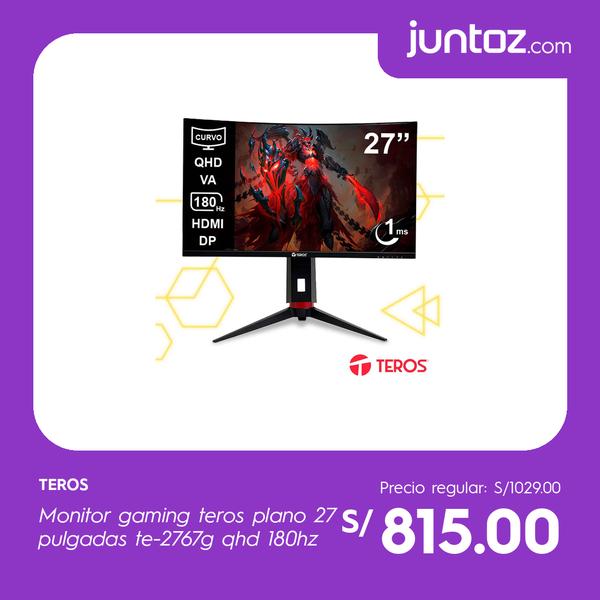 juntoz.com
CURVO
QHD
VA
180 Hz
HDMI
DP
27”
1 ms
TEROS
TEROS
TEROS
Precio regular: S/1029.00
Monitor gaming teros plano 27
pulgadas te-2767g qhd 180hz
S/ 815.00